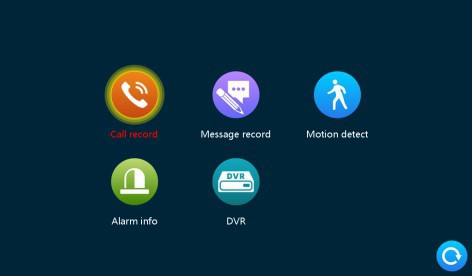 Call record
Message record
Motion detect
DVR
Alarm info
DVR